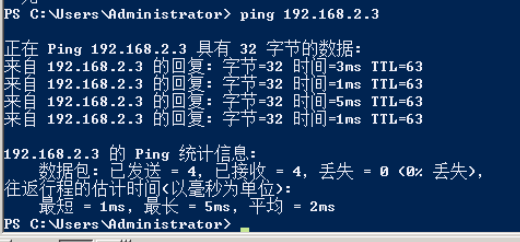 PS C:\Users\Administrator> ping 192.168.2.3
正在 Ping 192.168.2.3 具有 32 字节的数据:
来自 192.168.2.3 的回复: 字节=32 时间=3ms TTL=63
来自 192.168.2.3 的回复: 字节=32 时间=1ms TTL=63
来自 192.168.2.3 的回复: 字节=32 时间=5ms TTL=63
来自 192.168.2.3 的回复: 字节=32 时间=1ms TTL=63
192.168.2.3 的 Ping 统计信息:
数据包: 已发送 = 4, 已接收 = 4, 丢失 = 0 (0% 丢失),
往返行程的估计时间(以毫秒为单位):
最短 = 1ms, 最长 = 5ms, 平均 = 2ms
PS C:\Users\Administrator>